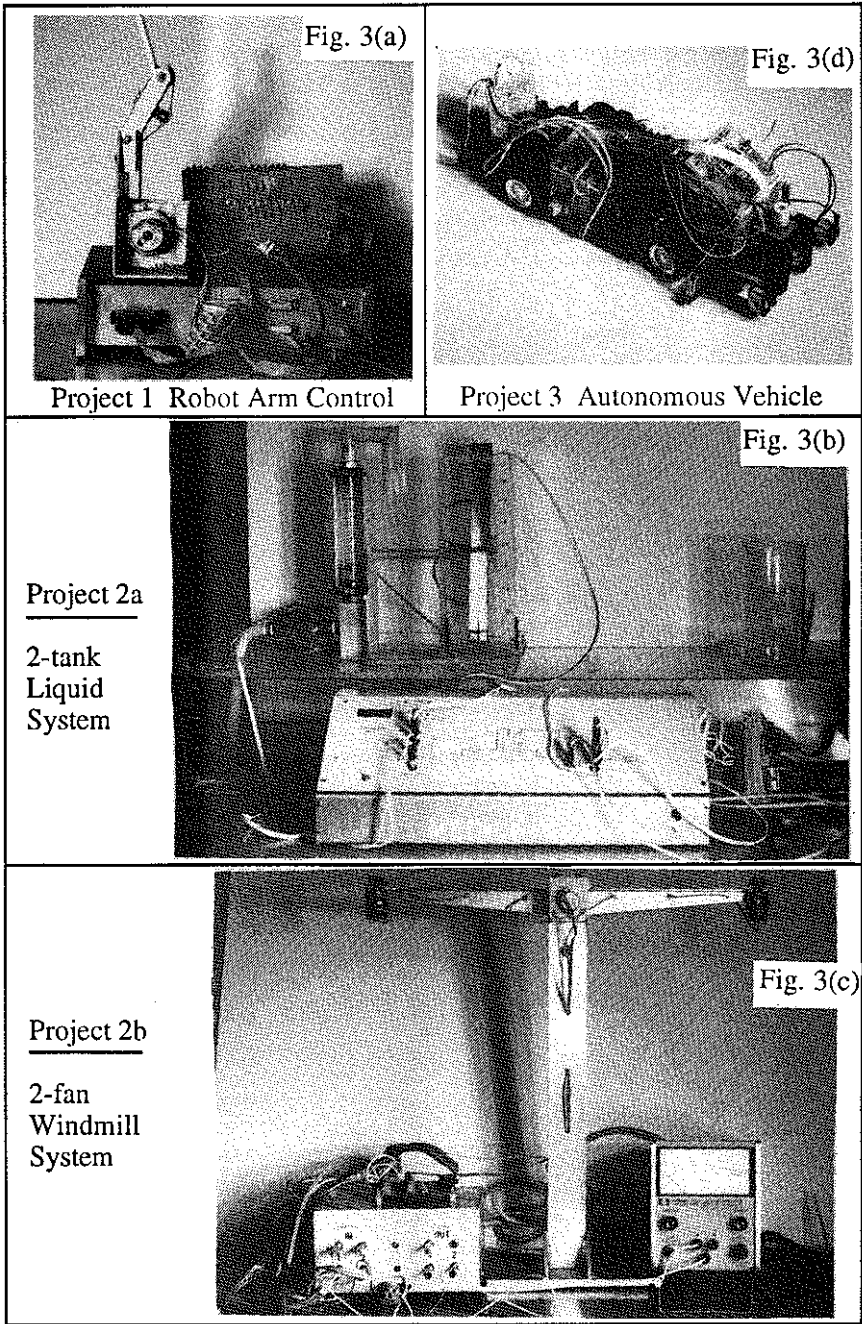 Fig. 3(a)
Project 1 Robot Arm Control
Fig. 3(d)
Project 3 Autonomous Vehicle
Fig. 3(b)
Project 2a
2-tank
Liquid
System
Fig. 3(c)
Project 2b
2-fan
Windmill
System